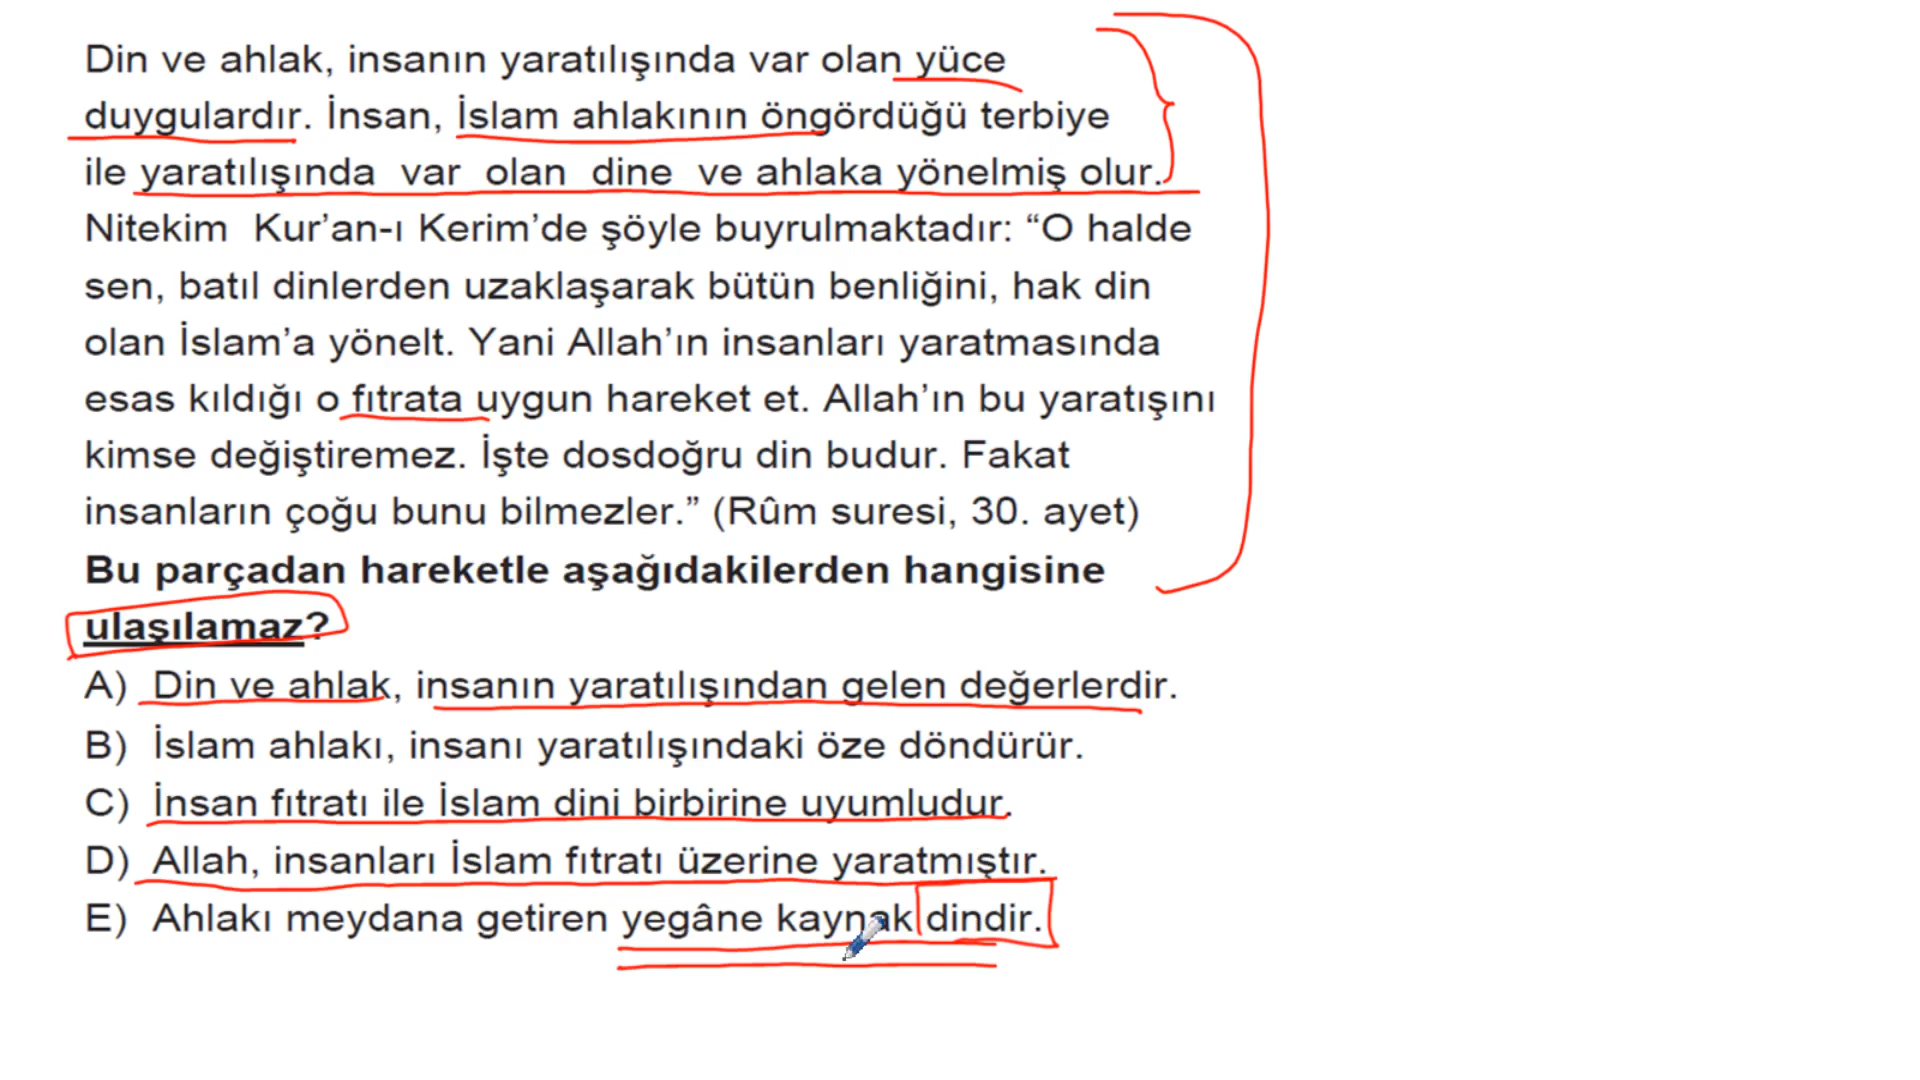 Din ve ahlak, insanın yaratılışında var olan yüce
duygulardır. İnsan, İslam ahlakının öngördüğü terbiye
ile yaratılışında var olan dine ve ahlaka yönelmiş olur.
Nitekim Kur’an-ı Kerim’de şöyle buyrulmaktadır: “O halde
sen, batıl dinlerden uzaklaşarak bütün benliğini, hak din
olan İslam’a yönelt. Yani Allah’ın insanları yaratmasında
esas kıldığı o fıtrata uygun hareket et. Allah’ın bu yaratışını
kimse değiştiremez. İşte dosdoğru din budur. Fakat
insanların çoğu bunu bilmezler.” (Rûm suresi, 30. ayet)
Bu parçadan hareketle aşağıdakilerden hangisine
ulaşılamaz?
A) Din ve ahlak, insanın yaratılışından gelen değerlerdir.
B) İslam ahlakı, insanı yaratılışındaki öze döndürür.
C) İnsan fıtratı ile İslam dini birbirine uyumludur.
D) Allah, insanları İslam fıtratı üzerine yaratmıştır.
E) Ahlakı meydana getiren yegâne kaynak dindir.